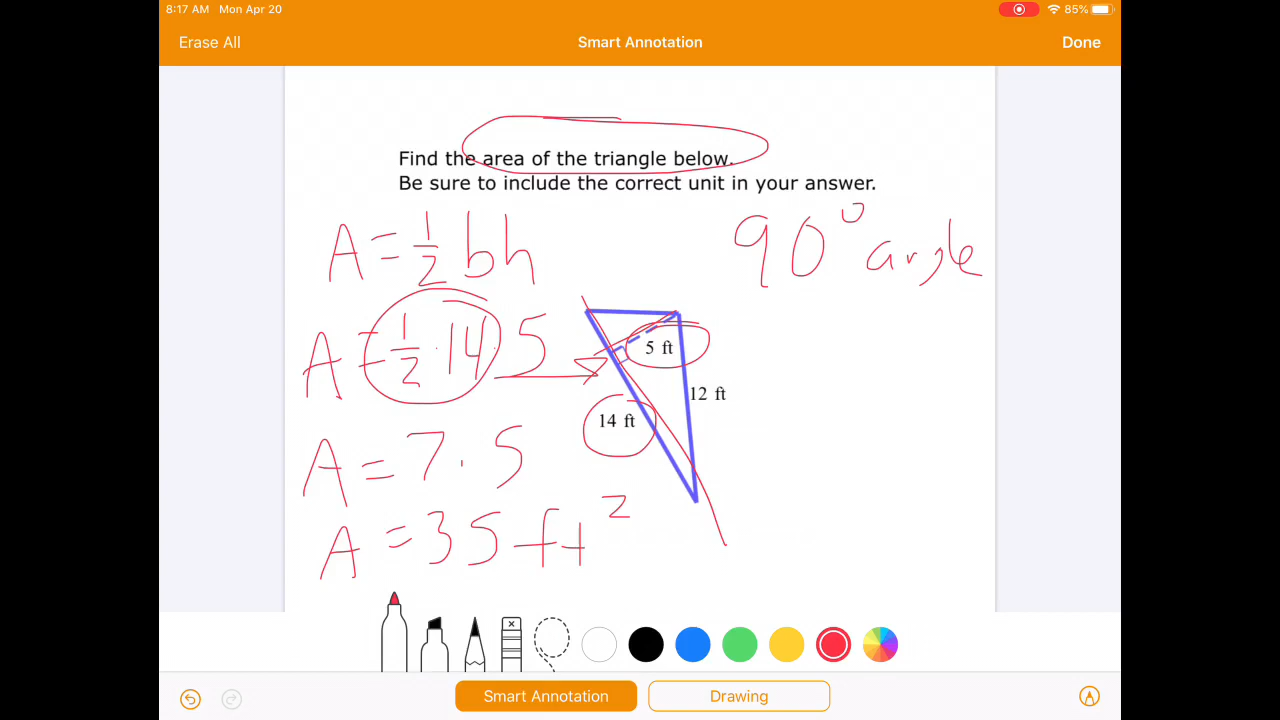 8:17 AM Mon Apr 20 85%
Erase All Smart Annotation Done
Find the area of the triangle below.
Be sure to include the correct unit in your answer.
A = 1/2 bh
90° angle
A = 1/2 · 14 · 5
5 ft
12 ft
14 ft
A = 7 . 5
A = 35 ft²
Smart Annotation Drawing